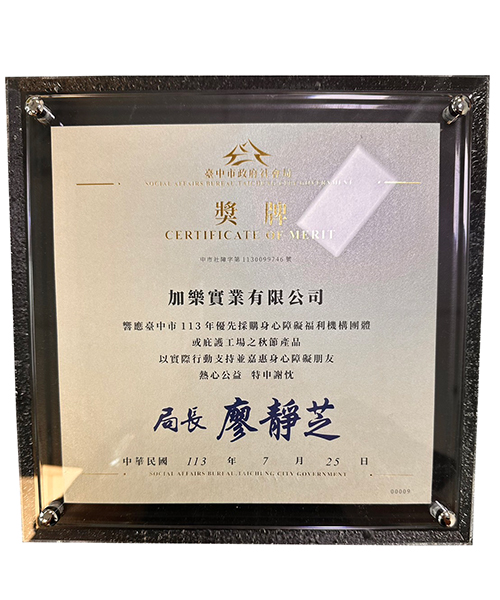 臺中市政府社會局
SOCIAL AFFAIRS BUREAU, TAICHUNG CITY GOVERNMENT
獎牌
CERTIFICATE OF MERIT
中市社障字第1130099746號
加樂實業有限公司
響應臺中市113年優先採購身心障礙福利機構團體
或庇護工場之秋節產品
以實際行動支持並嘉惠身心障礙朋友
熱心公益 特申謝忱
局長 廖靜芝
中華民國 113 年 7 月 25 日
SOCIAL AFFAIRS BUREAU, TAICHUNG CITY GOVERNMENT
00009